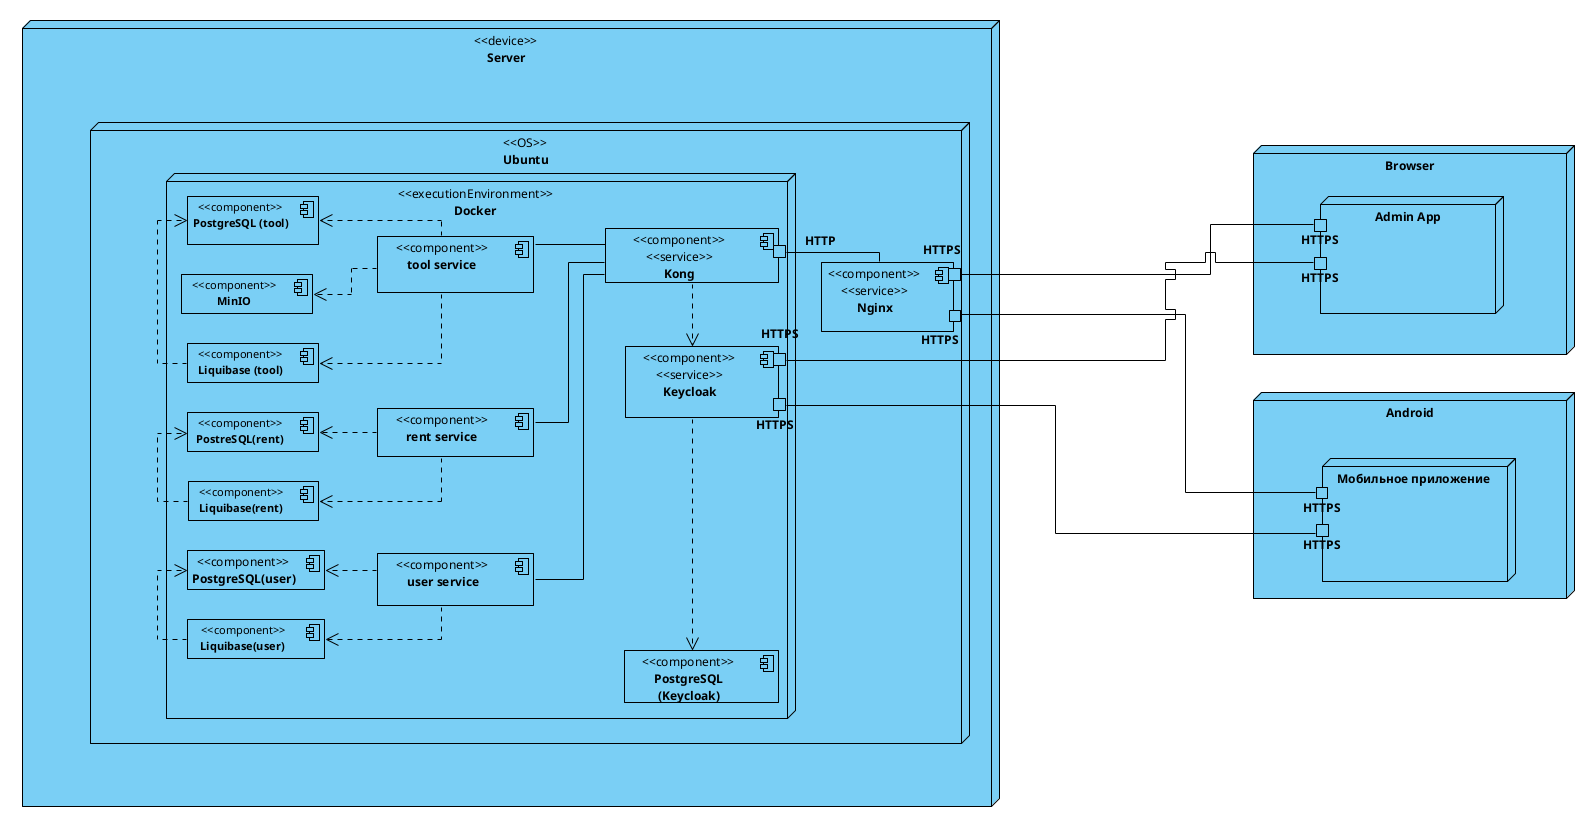 <<device>>
Server
<<OS>>
Ubuntu
<<executionEnvironment>>
Docker
<<component>>
PostgreSQL (tool)
<<component>>
MinIO
<<component>>
Liquibase (tool)
<<component>>
PostreSQL(rent)
<<component>>
Liquibase(rent)
<<component>>
PostgreSQL(user)
<<component>>
Liquibase(user)
<<component>>
tool service
<<component>>
rent service
<<component>>
user service
<<component>>
<<service>>
Kong
HTTP
<<component>>
<<service>>
Keycloak
HTTPS
HTTPS
<<component>>
PostgreSQL
(Keycloak)
<<component>>
<<service>>
Nginx
HTTPS
HTTPS
Browser
Admin App
HTTPS
HTTPS
Android
Мобильное приложение
HTTPS
HTTPS